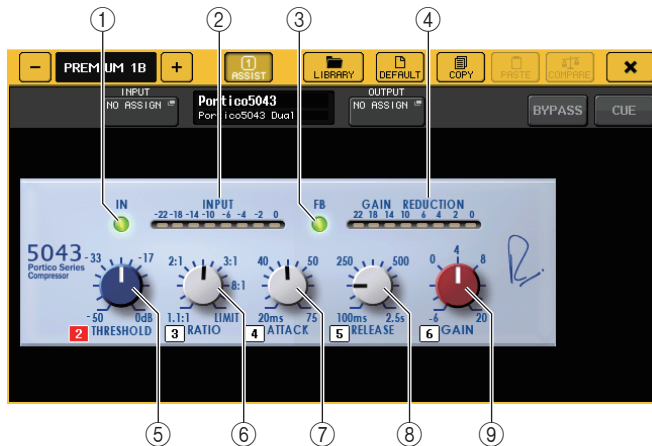 ① ② ③ ④
− PREMIUM 1B + 1 ASSIST LIBRARY DEFAULT COPY PASTE COMPARE ×
INPUT
NO ASSIGN
Portico5043
Portico5043 Dual
OUTPUT
NO ASSIGN
BYPASS CUE
IN INPUT FB GAIN REDUCTION
-22 -18 -14 -10 -6 -4 -2 0
22 18 14 10 6 4 2 0
5043
Portico Series
Compressor
-33 -17
-50 0dB
2 THRESHOLD
2:1 3:1
8:1
1.1:1 LIMIT
3 RATIO
40 50
20ms 75
4 ATTACK
250 500
100ms 2.5s
5 RELEASE
0 4 8
-6 20
6 GAIN
⑤ ⑥ ⑦ ⑧ ⑨